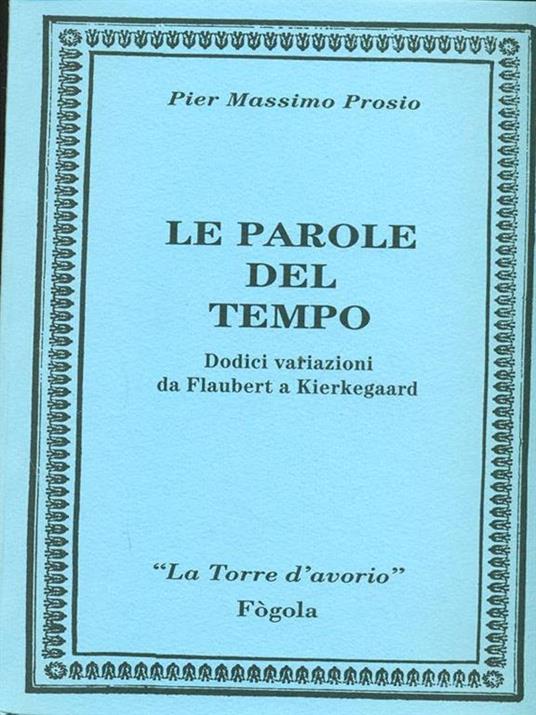 Pier Massimo Prosio
LE PAROLE
DEL
TEMPO
Dodici variazioni
da Flaubert a Kierkegaard
“La Torre d’avorio”
Fògola